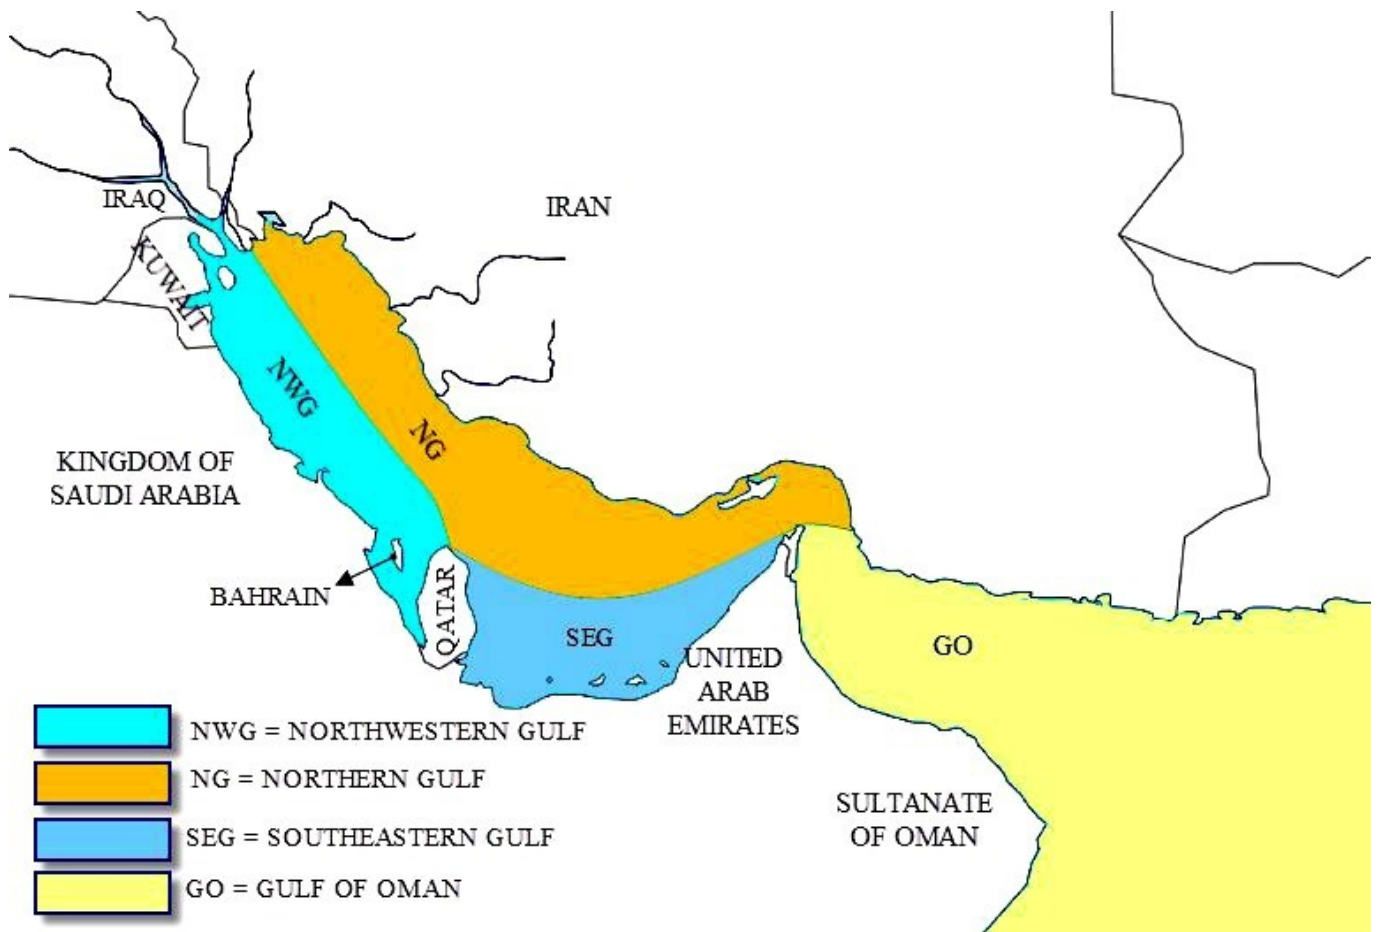 IRAQ
IRAN
KUWAIT
NWG
NG
KINGDOM OF
SAUDI ARABIA
BAHRAIN
QATAR
SEG
GO
UNITED
ARAB
EMIRATES
SULTANATE
OF OMAN
NWG = NORTHWESTERN GULF
NG = NORTHERN GULF
SEG = SOUTHEASTERN GULF
GO = GULF OF OMAN